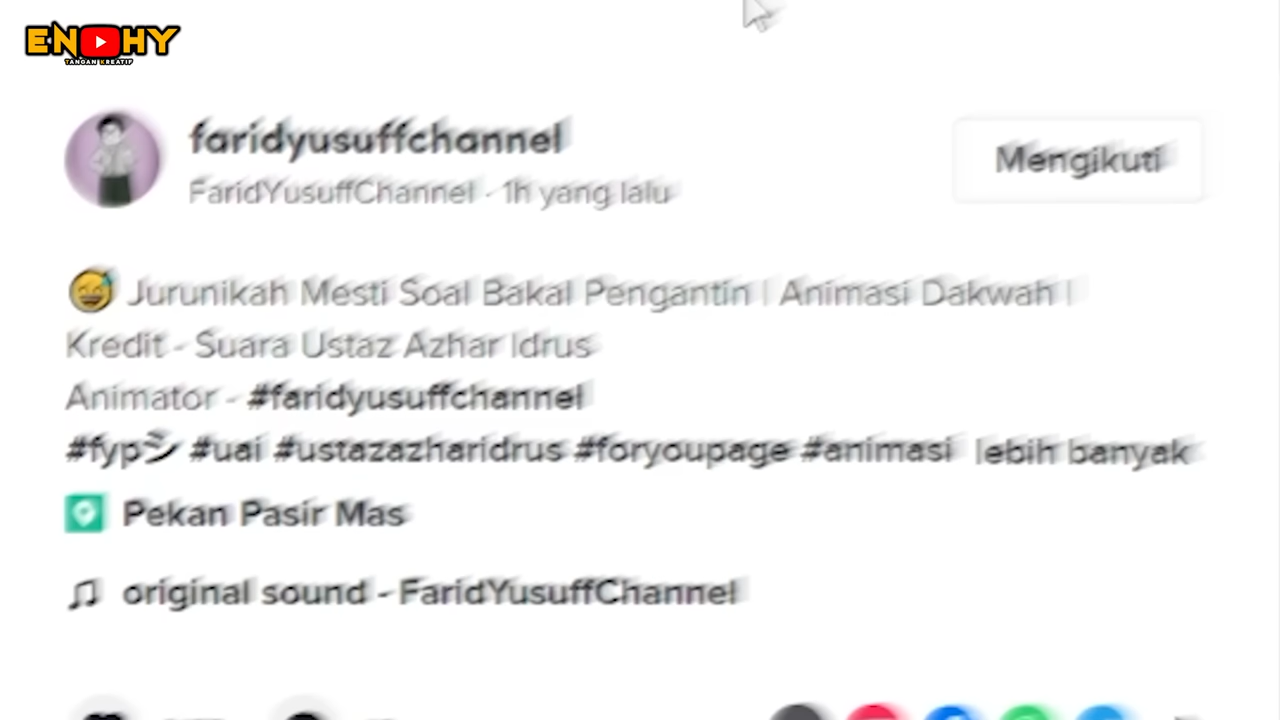 ENOHY
TANGAN KREATIF
faridyusuffchannel
Mengikuti
FaridYusuffChannel · 1h yang lalu
😅 Jurunikah Mesti Soal Bakal Pengantin | Animasi Dakwah |
Kredit - Suara Ustaz Azhar Idrus
Animator - #faridyusuffchannel
#fypシ #uai #ustazazharidrus #foryoupage #animasi lebih banyak
Pekan Pasir Mas
♫ original sound - FaridYusuffChannel